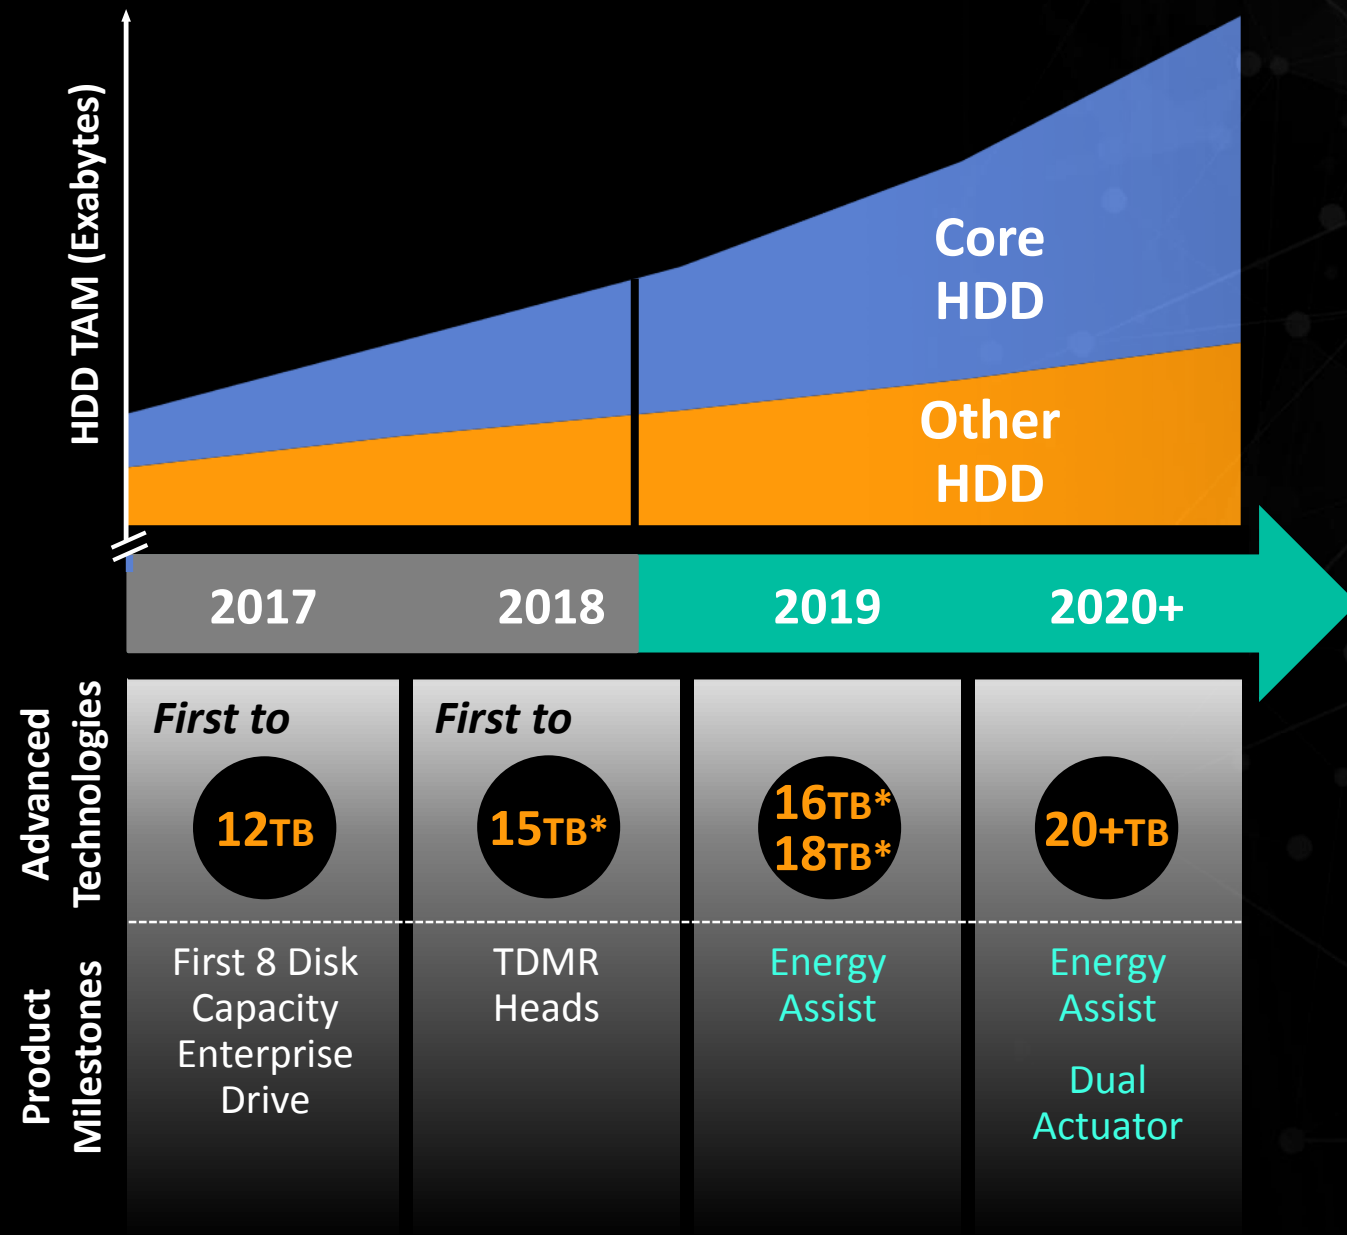 HDD TAM (Exabytes)
Core
HDD
Other
HDD
2017
2018
2019
2020+
Advanced
Technologies
First to
12TB
First to
15TB*
16TB*
18TB*
20+TB
Product
Milestones
First 8 Disk
Capacity
Enterprise
Drive
TDMR
Heads
Energy
Assist
Energy
Assist
Dual
Actuator